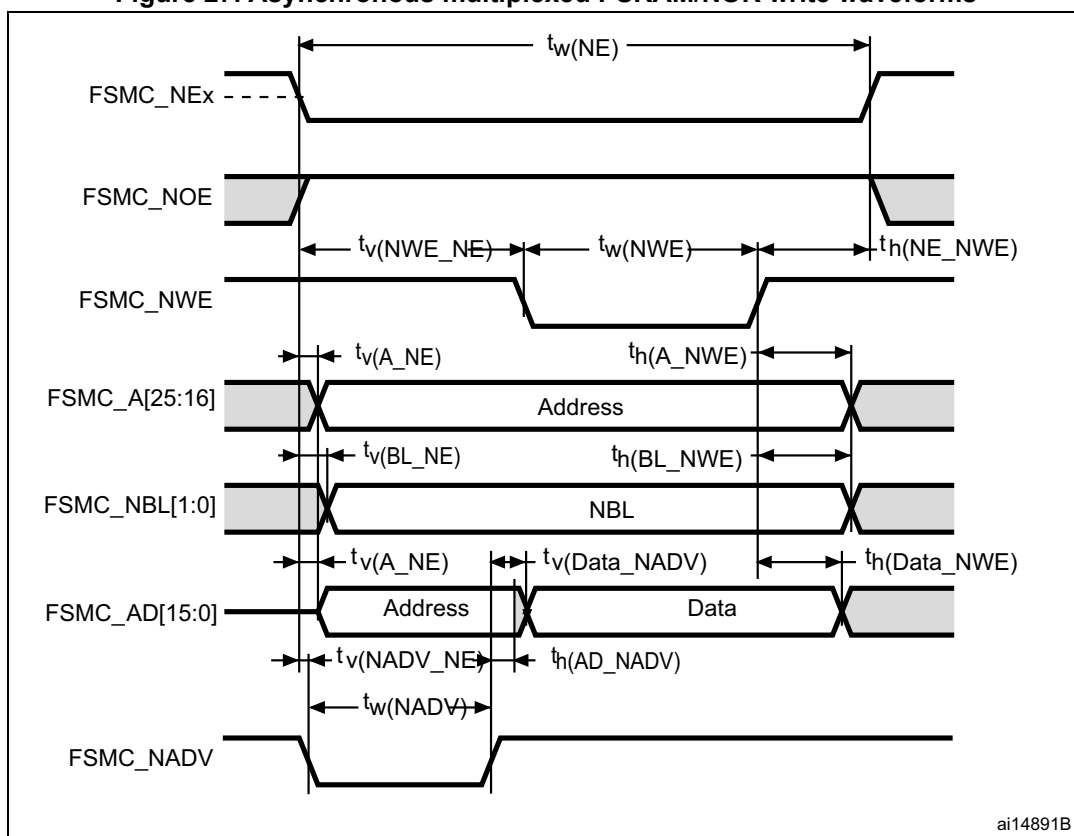 Figure 27. Asynchronous multiplexed PSRAM/NOR write waveforms
tw(NE)
FSMC_NEx
FSMC_NOE
tv(NWE_NE) tw(NWE) th(NE_NWE)
FSMC_NWE
tv(A_NE) th(A_NWE)
FSMC_A[25:16] Address
tv(BL_NE) th(BL_NWE)
FSMC_NBL[1:0] NBL
tv(A_NE) tv(Data_NADV) th(Data_NWE)
FSMC_AD[15:0] Address Data
tv(NADV_NE) th(AD_NADV)
tw(NADV)
FSMC_NADV
ai14891B